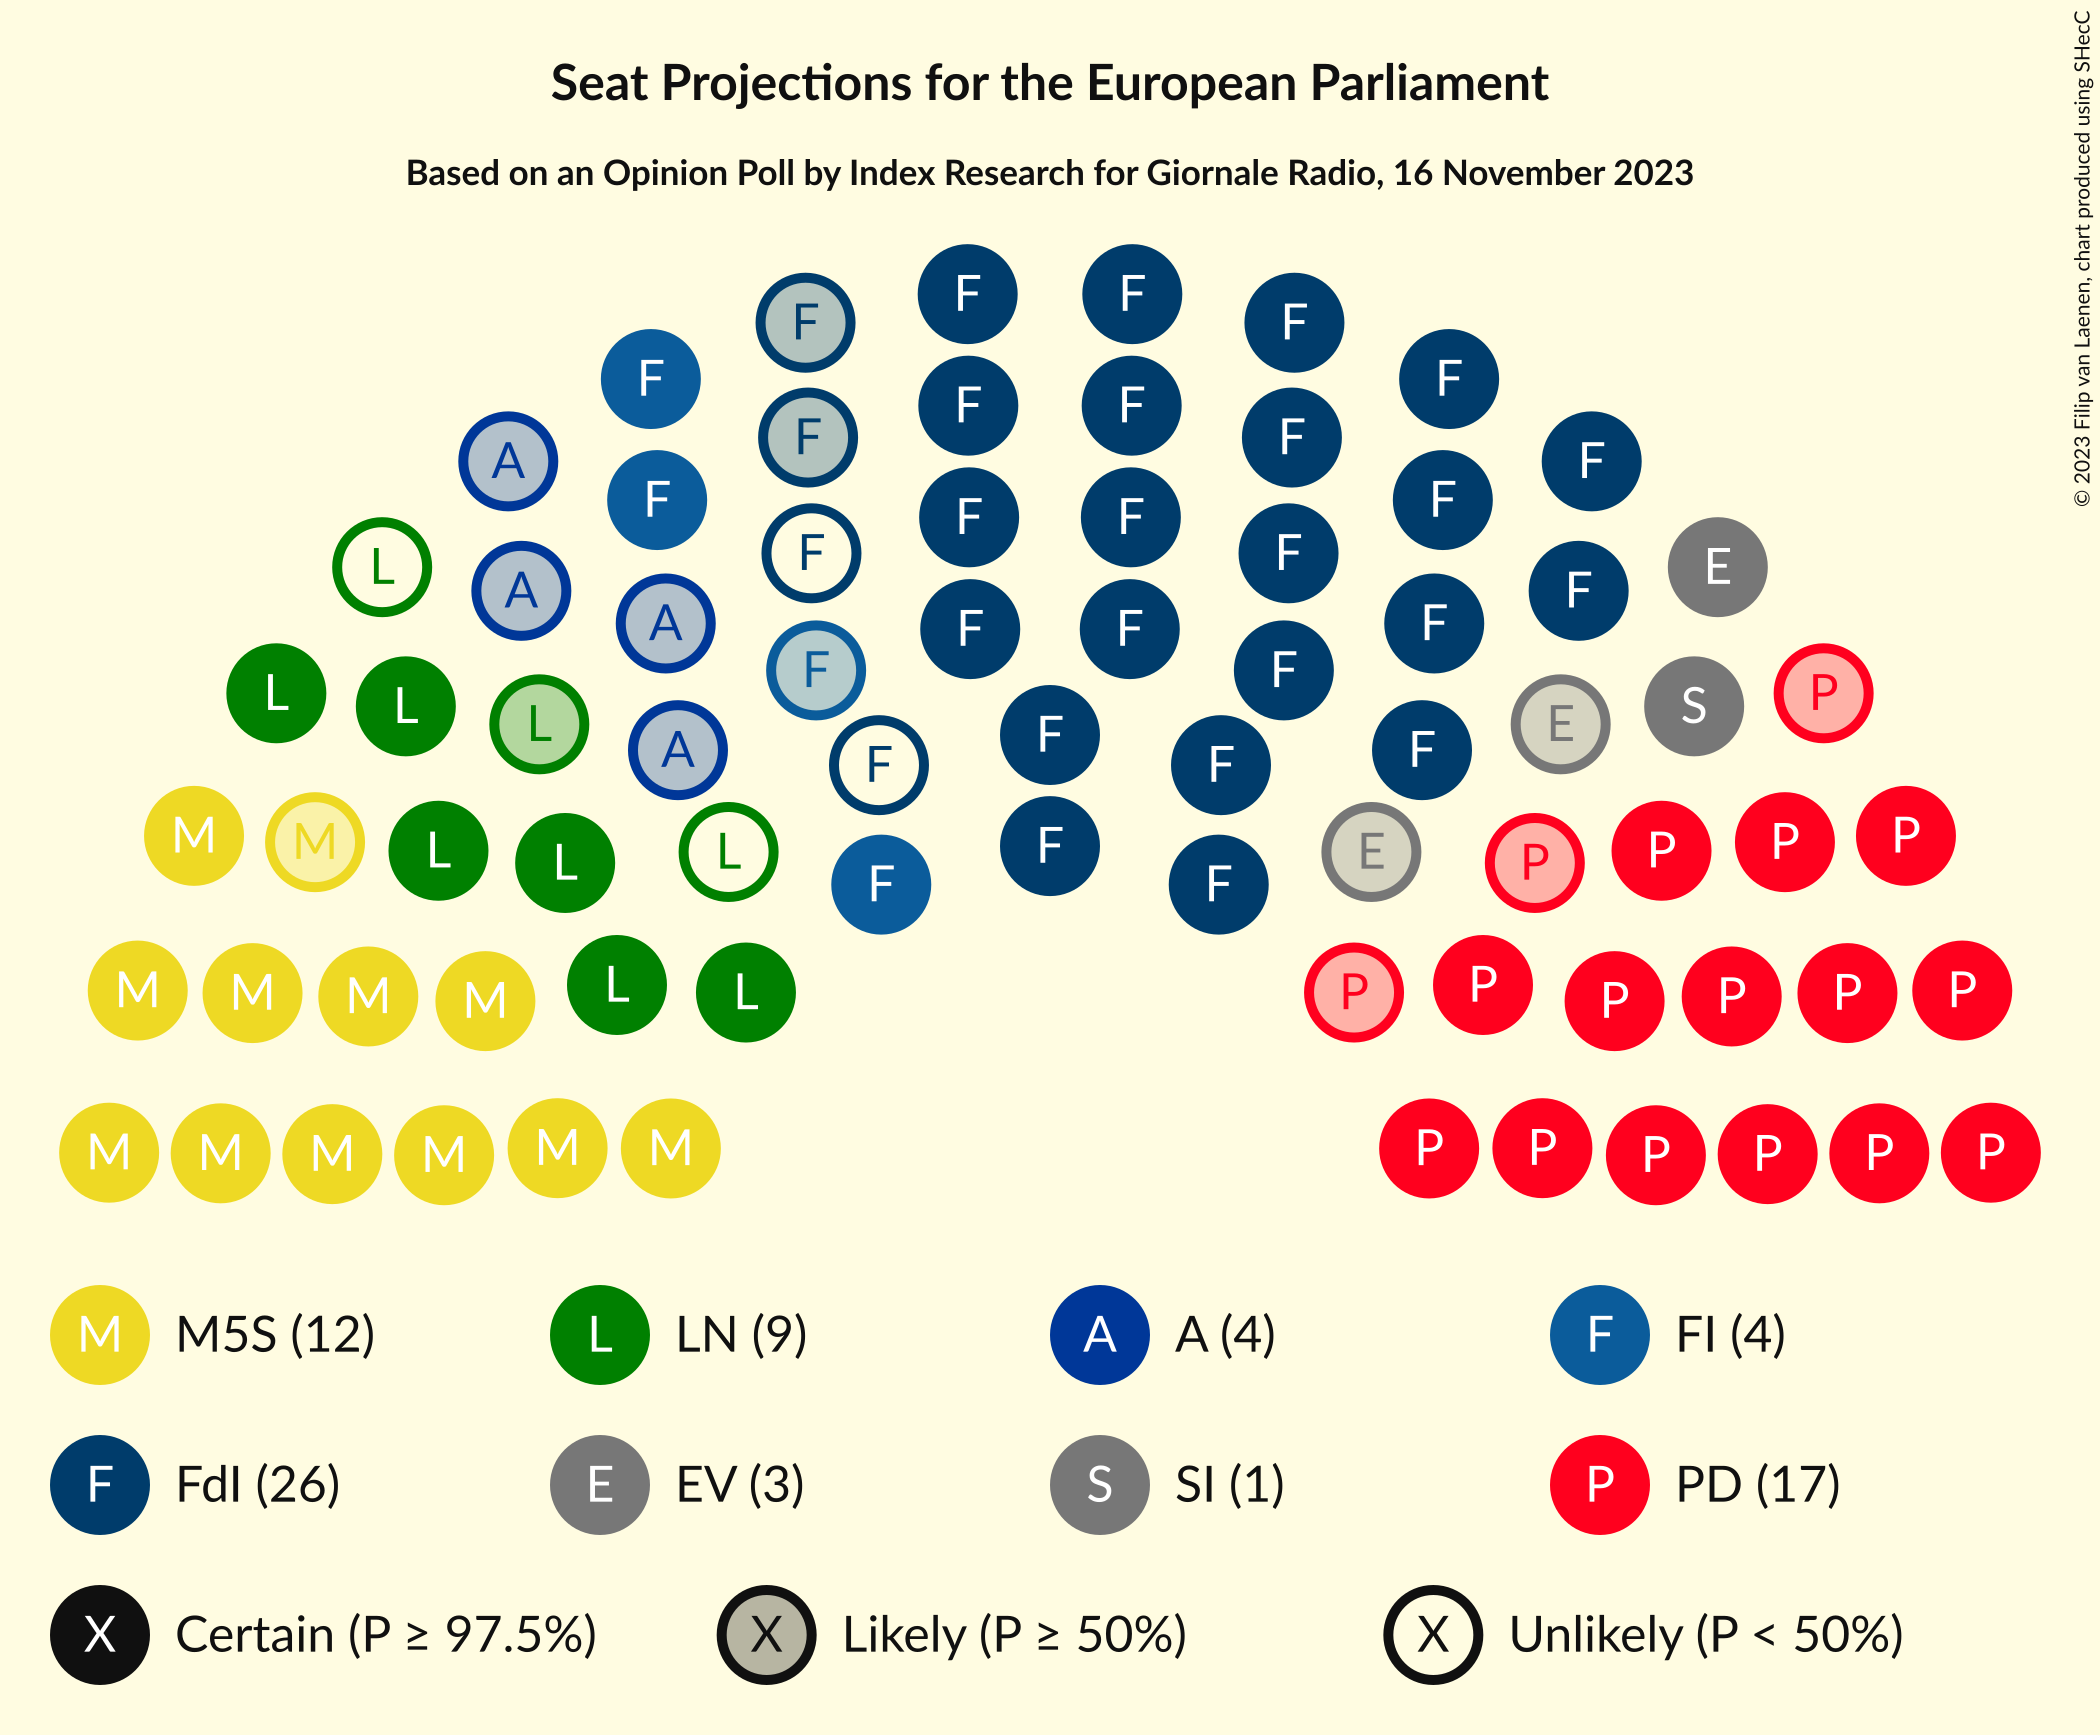 Seat Projections for the European Parliament
Based on an Opinion Poll by Index Research for Giornale Radio, 16 November 2023
© 2023 Filip van Laenen, chart produced using SHecC
F F F F
F F F
A F F F F F F
F F
F F F F
L A F E
A F
A F F F F
L L L A F F F F F E S P
M M L L L F F F F E P P P P
M M M M L L P P P P P P
M M M M M M P P P P P P
M M5S (12) L LN (9) A A (4) F FI (4)
F FdI (26) E EV (3) S SI (1) P PD (17)
X Certain (P ≥ 97.5%) X Likely (P ≥ 50%) X Unlikely (P < 50%)